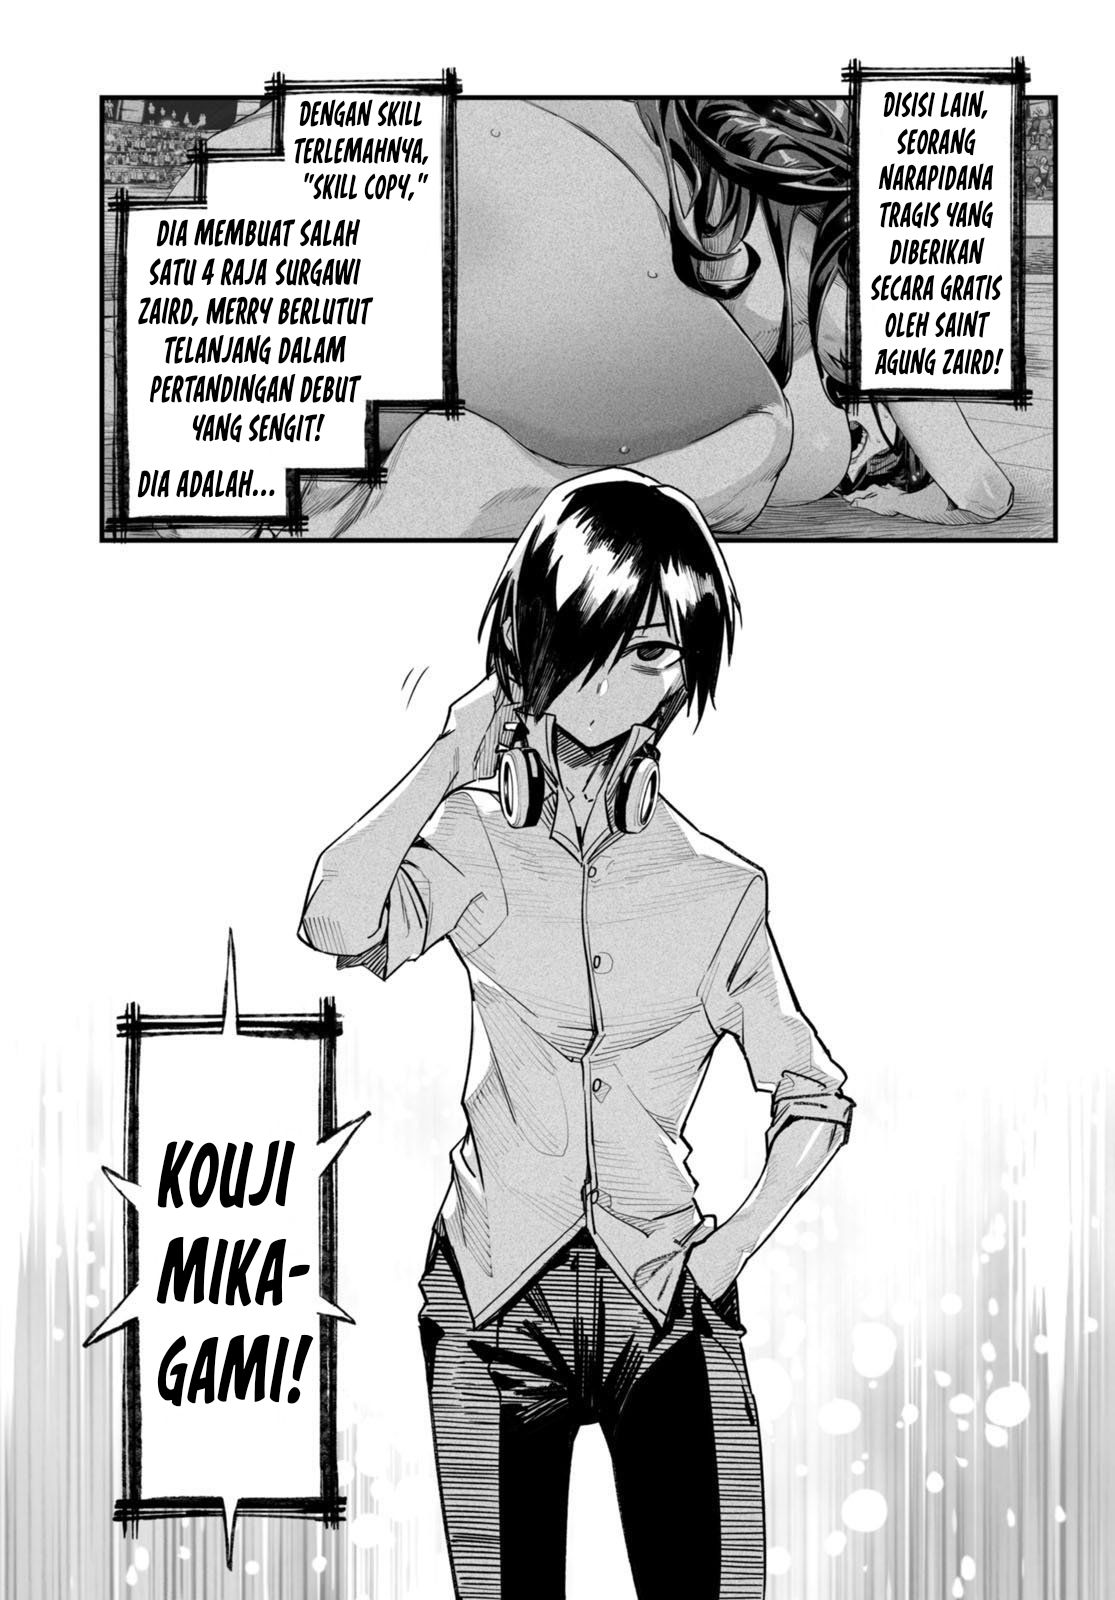 DISISI LAIN,
SEORANG
NARAPIDANA
TRAGIS YANG
DIBERIKAN
SECARA GRATIS
OLEH SAINT
AGUNG ZAIRD!
DENGAN SKILL
TERLEMAHNYA,
"SKILL COPY,"
DIA MEMBUAT SALAH
SATU 4 RAJA SURGAWI
ZAIRD, MERRY BERLUTUT
TELANJANG DALAM
PERTANDINGAN DEBUT
YANG SENGIT!
DIA ADALAH...
KOUJI
MIKA-
GAMI!